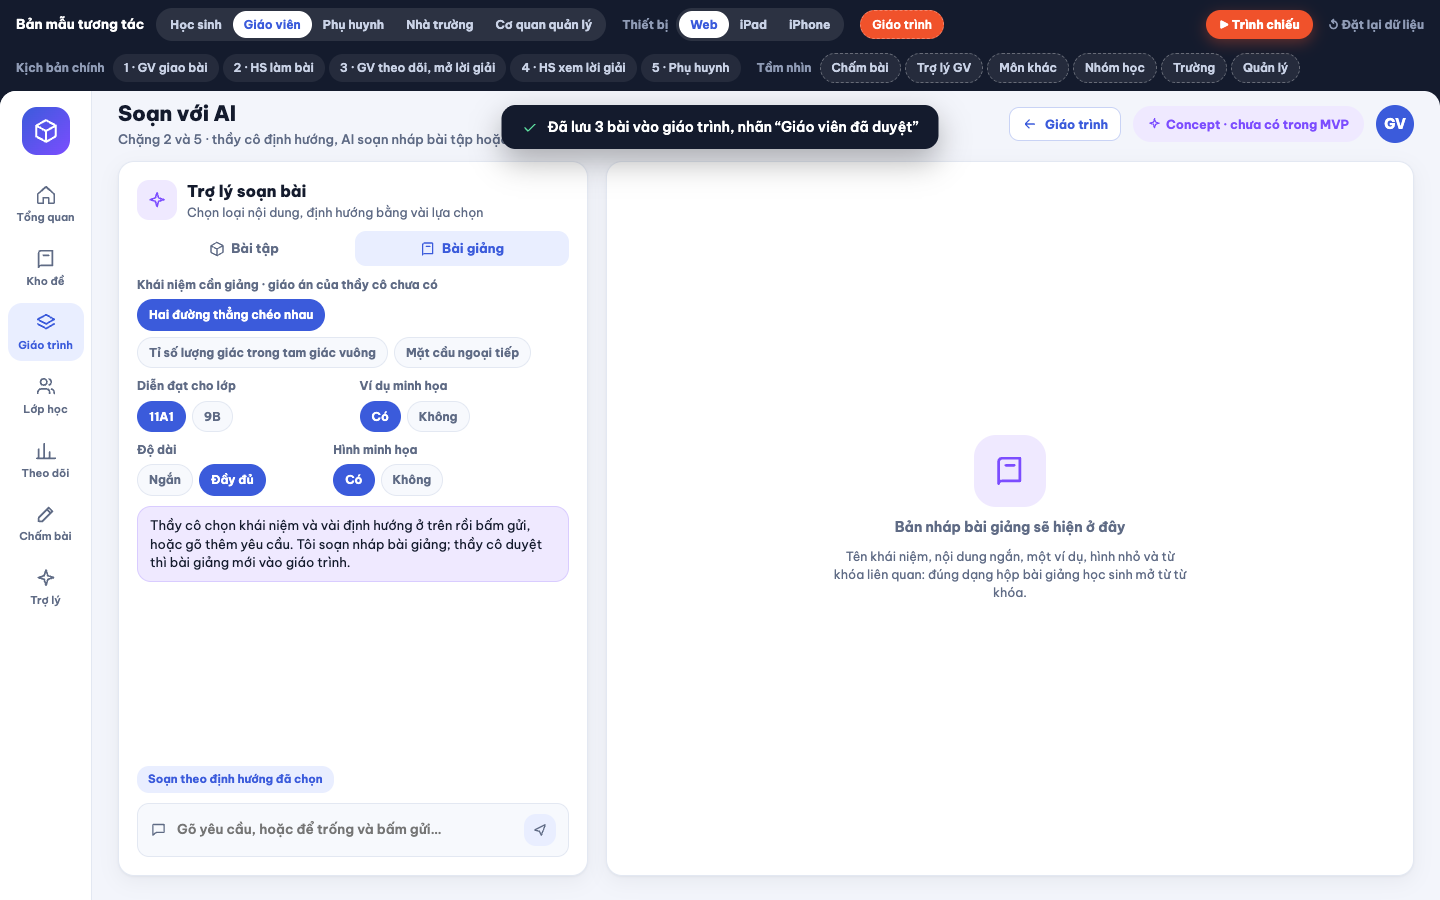 Bản mẫu tương tác
Học sinh
Giáo viên
Phụ huynh
Nhà trường
Cơ quan quản lý
Thiết bị
Web
iPad
iPhone
Giáo trình
Trình chiếu
Đặt lại dữ liệu
Kịch bản chính
1 · GV giao bài
2 · HS làm bài
3 · GV theo dõi, mở lời giải
4 · HS xem lời giải
5 · Phụ huynh
Tầm nhìn
Chấm bài
Trợ lý GV
Môn khác
Nhóm học
Trường
Quản lý
Soạn với AI
Chặng 2 và 5 · thầy cô định hướng, AI soạn nháp bài tập hoặc
Đã lưu 3 bài vào giáo trình, nhãn “Giáo viên đã duyệt”
Giáo trình
Concept · chưa có trong MVP
GV
Tổng quan
Kho đề
Giáo trình
Lớp học
Theo dõi
Chấm bài
Trợ lý
Trợ lý soạn bài
Chọn loại nội dung, định hướng bằng vài lựa chọn
Bài tập
Bài giảng
Khái niệm cần giảng · giáo án của thầy cô chưa có
Hai đường thẳng chéo nhau
Tỉ số lượng giác trong tam giác vuông
Mặt cầu ngoại tiếp
Diễn đạt cho lớp
Ví dụ minh họa
11A1
9B
Có
Không
Độ dài
Hình minh họa
Ngắn
Đầy đủ
Có
Không
Thầy cô chọn khái niệm và vài định hướng ở trên rồi bấm gửi,
hoặc gõ thêm yêu cầu. Tôi soạn nháp bài giảng; thầy cô duyệt
thì bài giảng mới vào giáo trình.
Soạn theo định hướng đã chọn
Gõ yêu cầu, hoặc để trống và bấm gửi...
Bản nháp bài giảng sẽ hiện ở đây
Tên khái niệm, nội dung ngắn, một ví dụ, hình nhỏ và từ
khóa liên quan: đúng dạng hộp bài giảng học sinh mở từ từ
khóa.